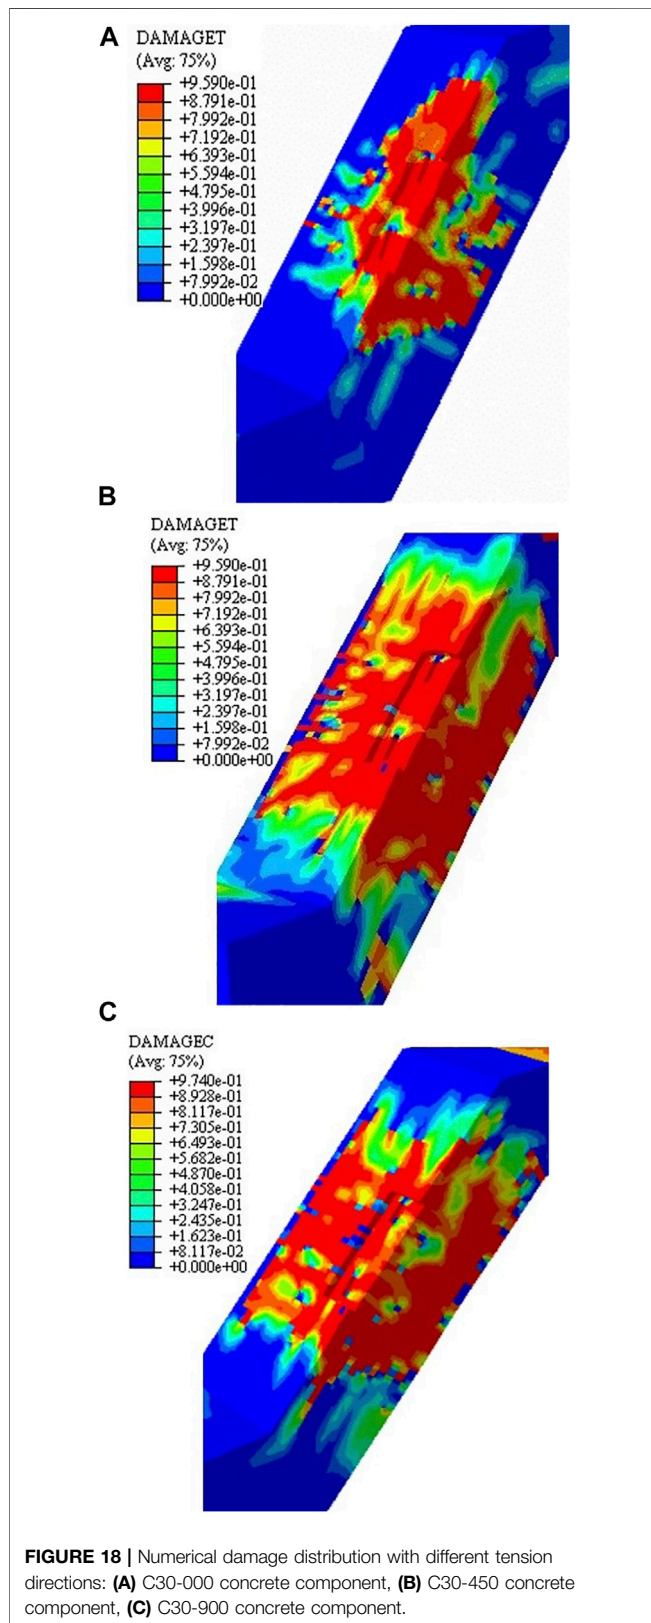 A
DAMAGET
(Avg: 75%)
+9.590e-01
+8.791e-01
+7.992e-01
+7.192e-01
+6.393e-01
+5.594e-01
+4.795e-01
+3.996e-01
+3.197e-01
+2.397e-01
+1.598e-01
+7.992e-02
+0.000e+00
B
DAMAGET
(Avg: 75%)
+9.590e-01
+8.791e-01
+7.992e-01
+7.192e-01
+6.393e-01
+5.594e-01
+4.795e-01
+3.996e-01
+3.197e-01
+2.397e-01
+1.598e-01
+7.992e-02
+0.000e+00
C
DAMAGEC
(Avg: 75%)
+9.740e-01
+8.928e-01
+8.117e-01
+7.305e-01
+6.493e-01
+5.682e-01
+4.870e-01
+4.058e-01
+3.247e-01
+2.435e-01
+1.623e-01
+8.117e-02
+0.000e+00
FIGURE 18 | Numerical damage distribution with different tension
directions: (A) C30-000 concrete component, (B) C30-450 concrete
component, (C) C30-900 concrete component.